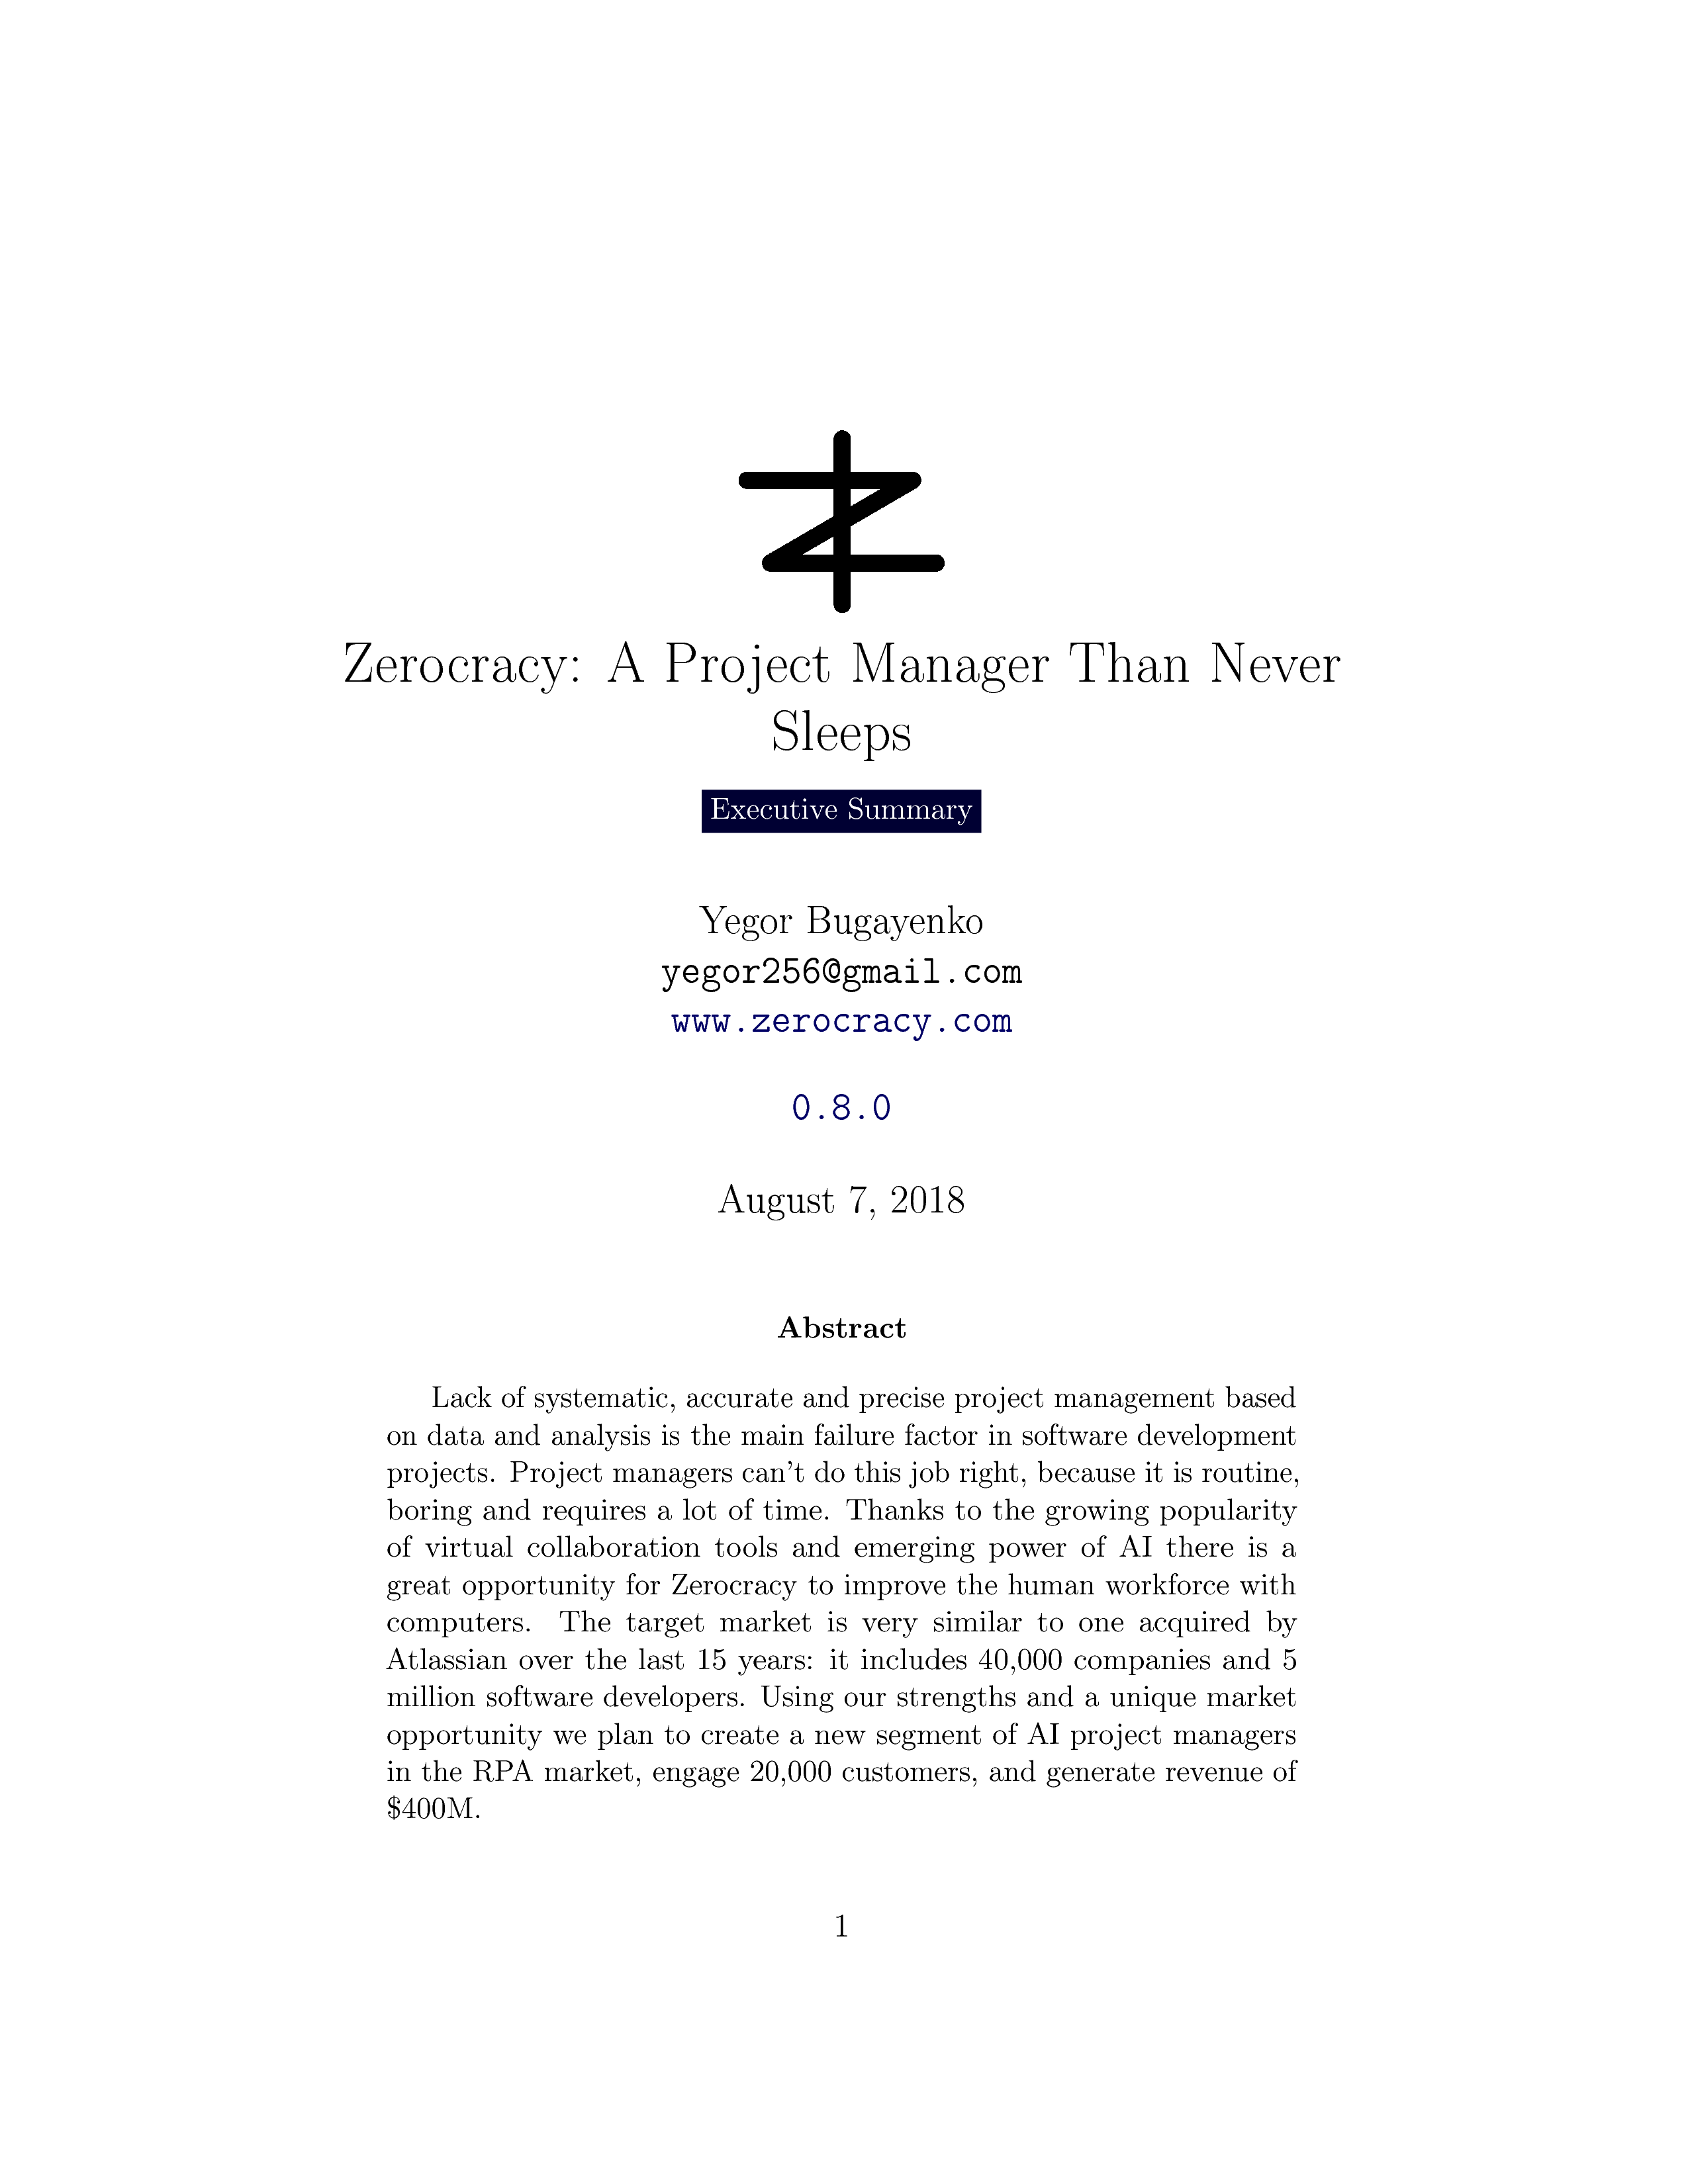 Zerocracy: A Project Manager Than Never
Sleeps
Executive Summary
Yegor Bugayenko
yegor256@gmail.com
www.zerocracy.com
0.8.0
August 7, 2018
Abstract
Lack of systematic, accurate and precise project management based
on data and analysis is the main failure factor in software development
projects. Project managers can't do this job right, because it is routine,
boring and requires a lot of time. Thanks to the growing popularity
of virtual collaboration tools and emerging power of AI there is a
great opportunity for Zerocracy to improve the human workforce with
computers. The target market is very similar to one acquired by
Atlassian over the last 15 years: it includes 40,000 companies and 5
million software developers. Using our strengths and a unique market
opportunity we plan to create a new segment of AI project managers
in the RPA market, engage 20,000 customers, and generate revenue of
$400M.
1